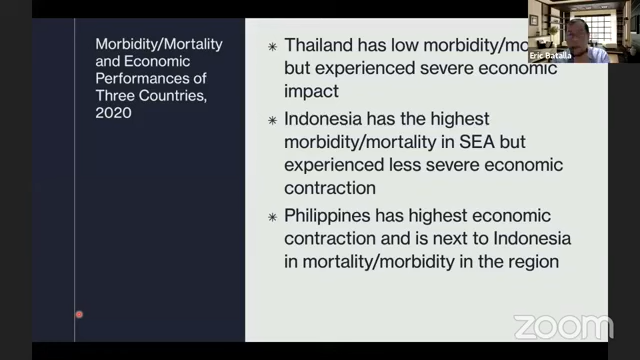 Morbidity/Mortality
and Economic
Performances of
Three Countries,
2020
* Thailand has low morbidity/mo
but experienced severe economic
impact
* Indonesia has the highest
morbidity/mortality in SEA but
experienced less severe economic
contraction
* Philippines has highest economic
contraction and is next to Indonesia
in mortality/morbidity in the region
Eric Batalla
zoom